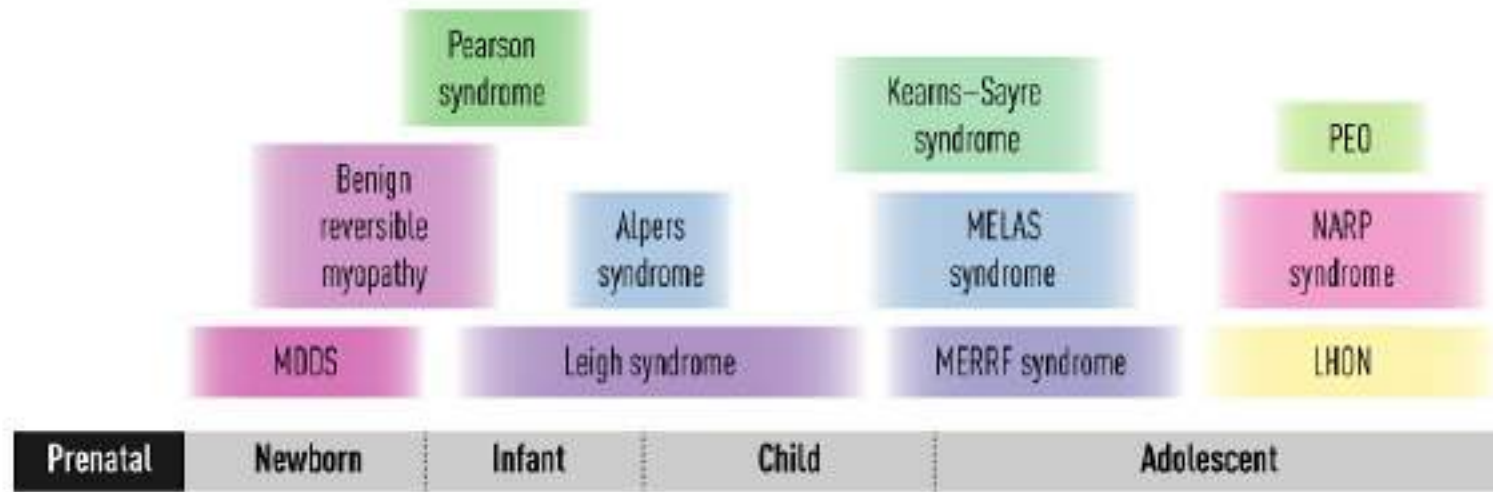 Pearson
syndrome
Kearns–Sayre
syndrome
PEO
Benign
reversible
myopathy
Alpers
syndrome
MELAS
syndrome
NARP
syndrome
MDDS
Leigh syndrome
MERRF syndrome
LHON
Prenatal
Newborn
Infant
Child
Adolescent